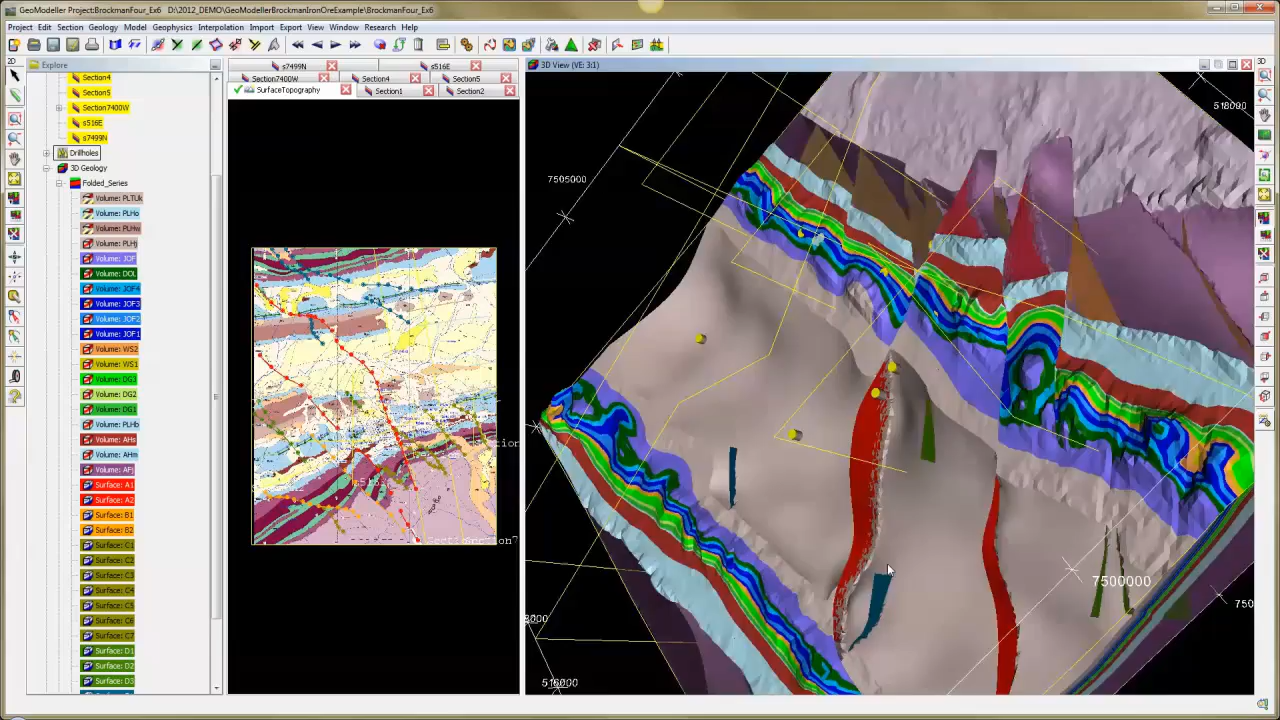 GeoModeller Project:BrockmanFour_Ex6 D:\2012_DEMO\GeoModellerBrockmanIronOreExample\BrockmanFour_Ex6
Project Edit Section Geology Model Geophysics Interpolation Import Export View Window Research Help
2D
Explore
Section4
Section5
Section7400W
s516E
s7499N
Drillholes
3D Geology
Folded_Series
Volume: PLTUk
Volume: PLHo
Volume: PLHw
Volume: PLHj
Volume: JOF
Volume: DOL
Volume: JOF4
Volume: JOF3
Volume: JOF2
Volume: JOF1
Volume: WS2
Volume: WS1
Volume: DG3
Volume: DG2
Volume: DG1
Volume: PLHb
Volume: AHs
Volume: AHm
Volume: AFj
Surface: A1
Surface: A2
Surface: B1
Surface: B2
Surface: C1
Surface: C2
Surface: C3
Surface: C4
Surface: C5
Surface: C6
Surface: C7
Surface: D1
Surface: D2
Surface: D3
s7499N
s516E
Section7400W
Section4
Section5
SurfaceTopography
Section1
Section2
3D View (VE: 3:1)
3D
518000
7505000
7500000
750
516000